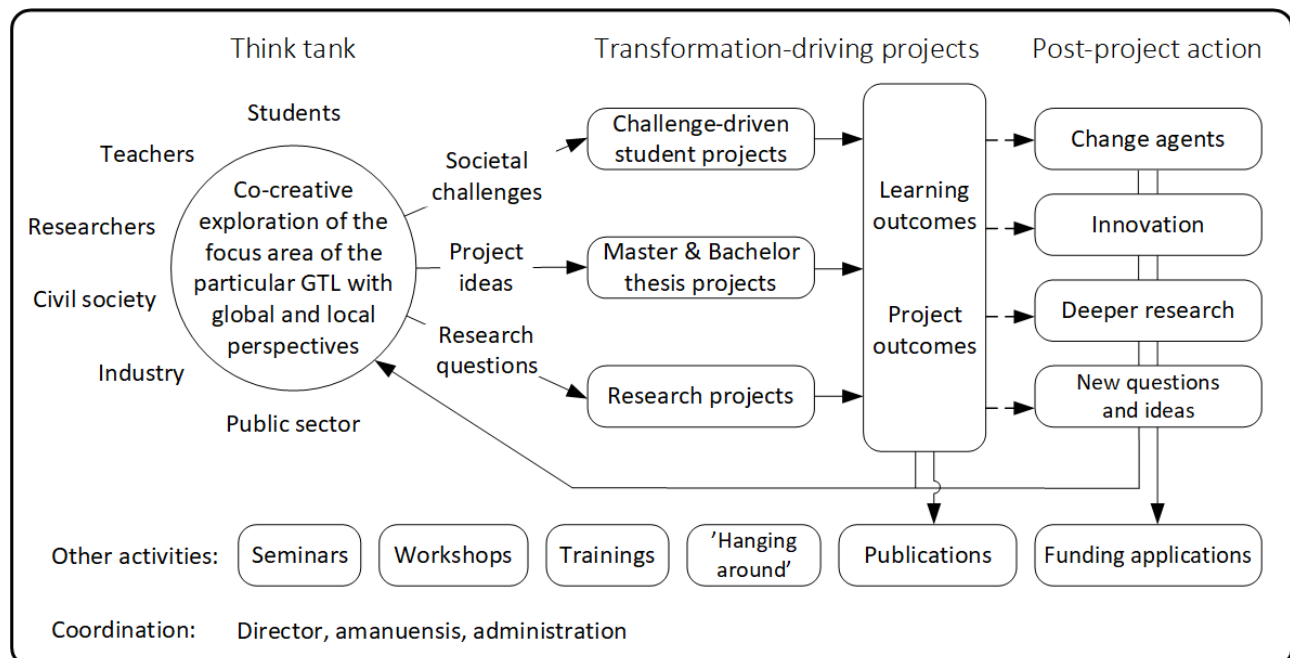 Think tank
Transformation-driving projects
Post-project action
Students
Teachers
Researchers
Civil society
Industry
Public sector
Co-creative
exploration of the
focus area of the
particular GTL with
global and local
perspectives
Societal
challenges
Project
ideas
Research
questions
Challenge-driven
student projects
Master & Bachelor
thesis projects
Research projects
Learning
outcomes
Project
outcomes
Change agents
Innovation
Deeper research
New questions
and ideas
Other activities:
Seminars
Workshops
Trainings
’Hanging
around’
Publications
Funding applications
Coordination: Director, amanuensis, administration